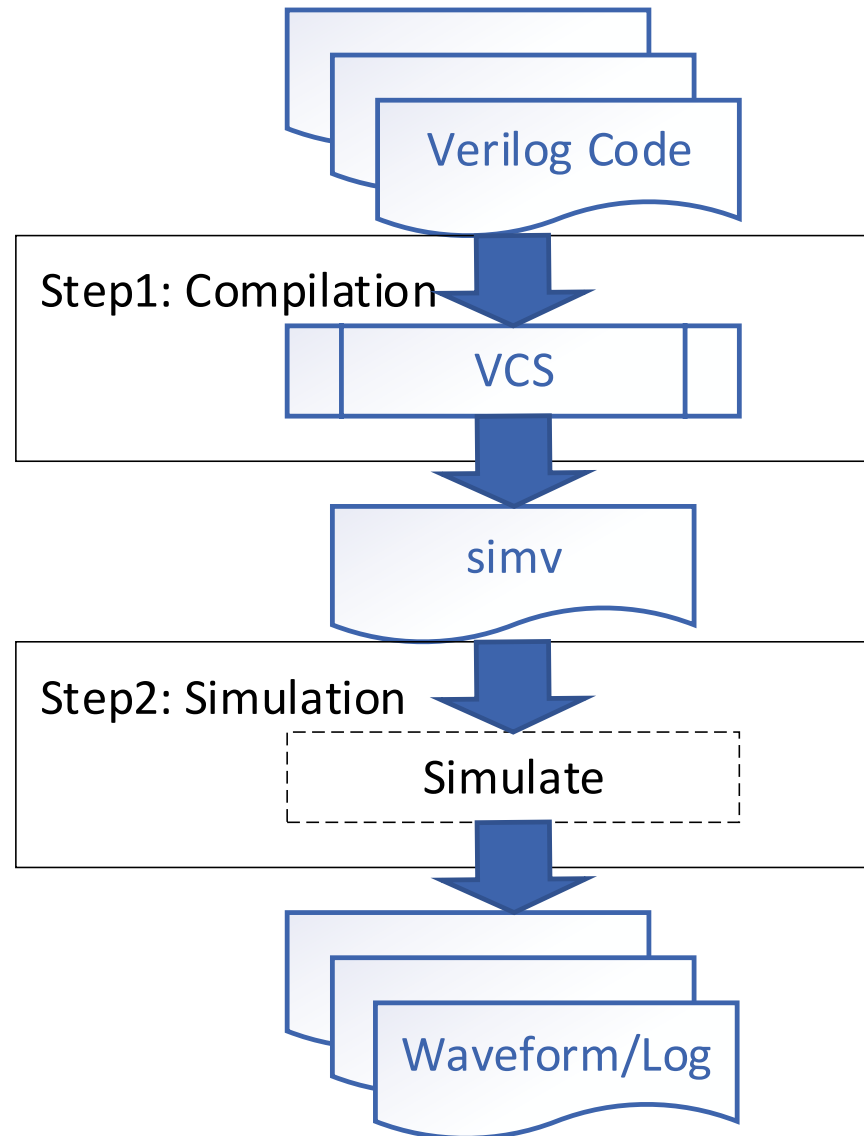 Verilog Code
Step1: Compilation
VCS
simv
Step2: Simulation
Simulate
Waveform/Log